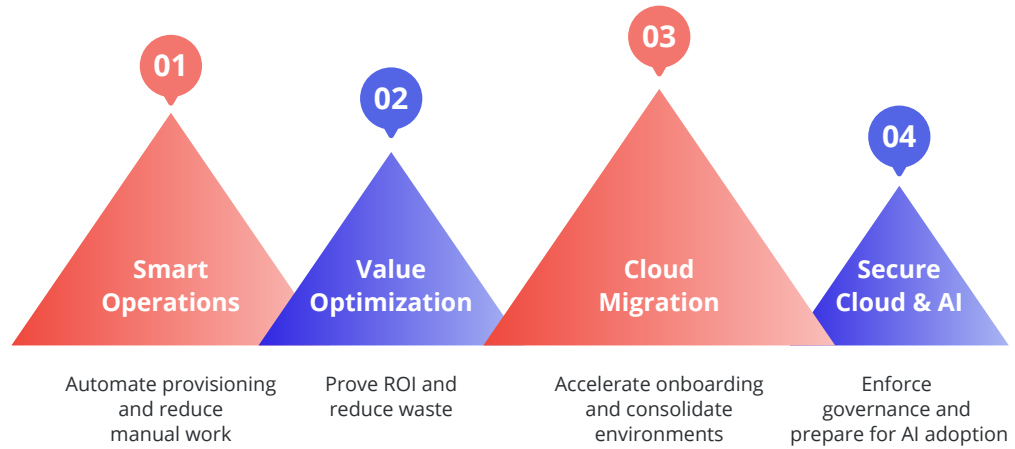 01
Smart
Operations
Automate provisioning
and reduce
manual work
02
Value
Optimization
Prove ROI and
reduce waste
03
Cloud
Migration
Accelerate onboarding
and consolidate
environments
04
Secure
Cloud & AI
Enforce
governance and
prepare for AI adoption